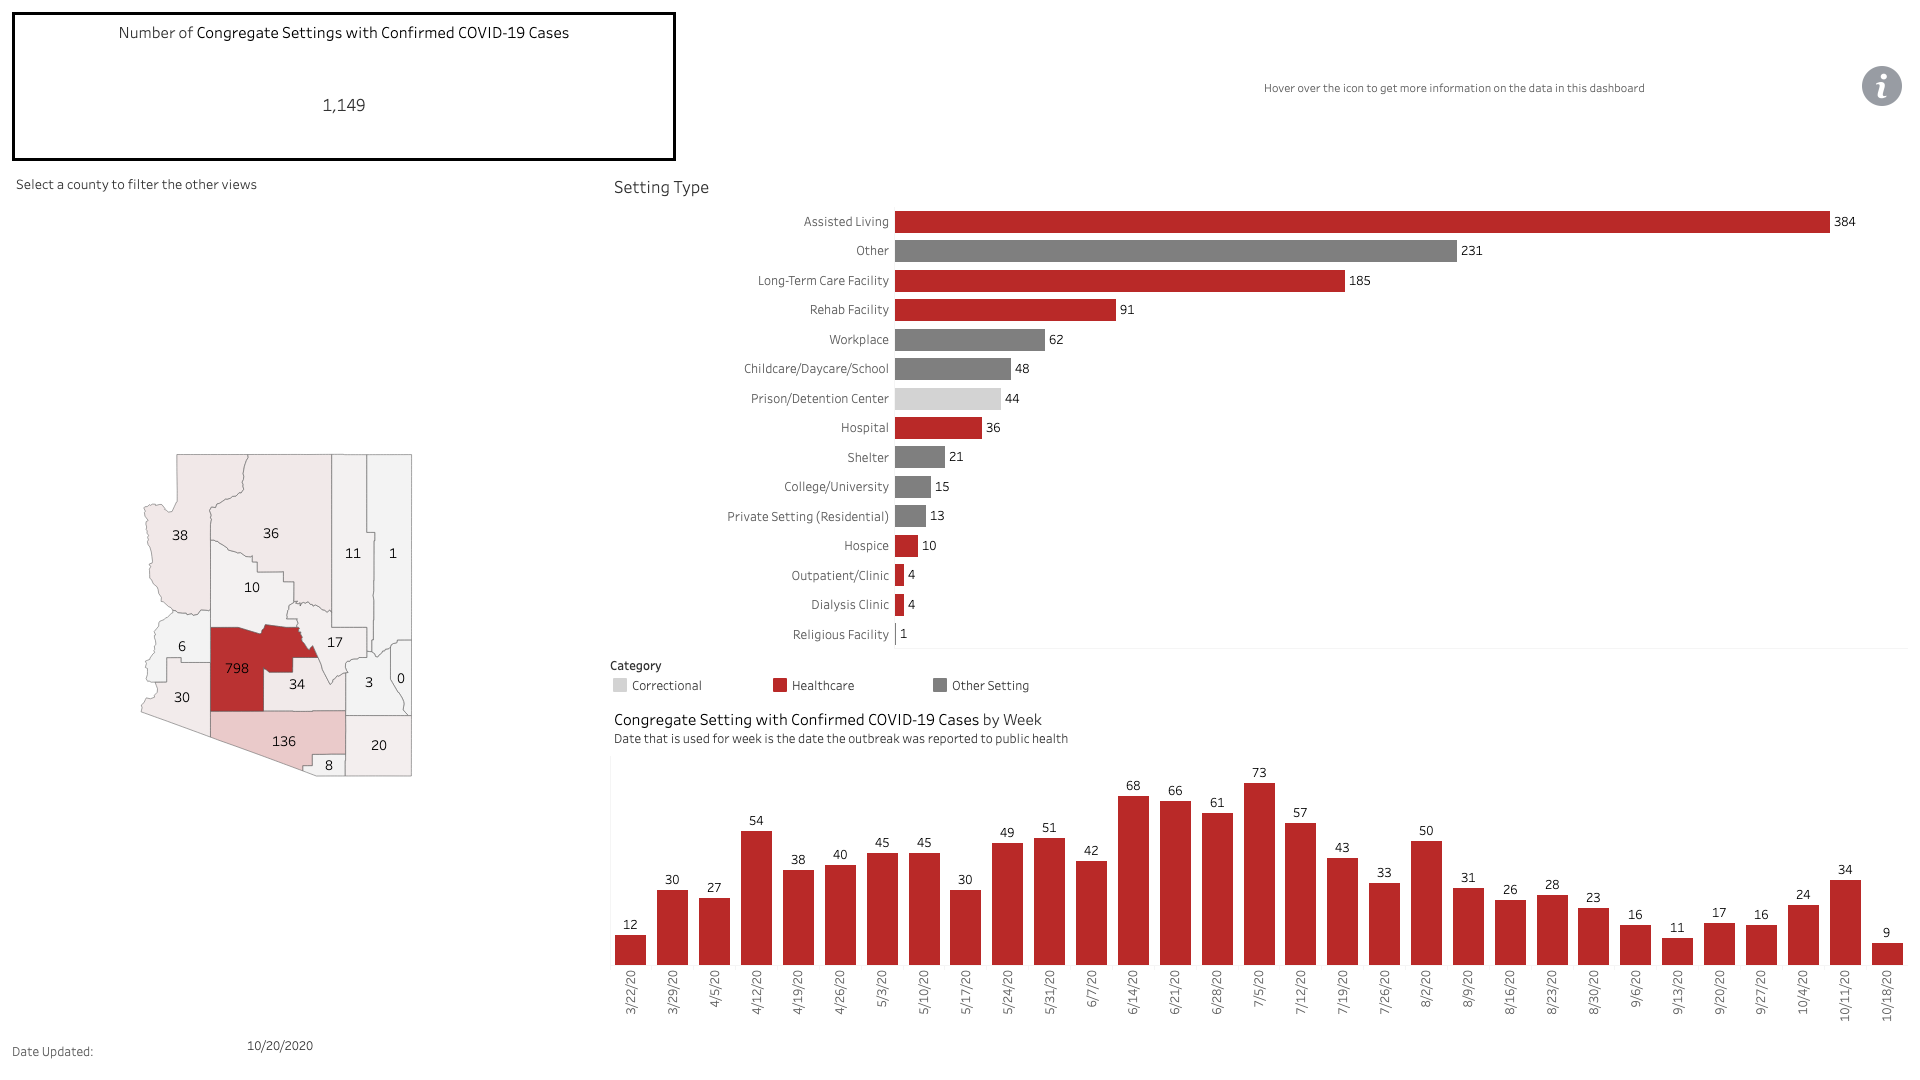 Number of Congregate Settings with Confirmed COVID-19 Cases
1,149
Hover over the icon to get more information on the data in this dashboard
i
Select a county to filter the other views
38
36
11
1
10
6
17
798
30
34
3
0
136
20
8
Setting Type
Assisted Living 384
Other 231
Long-Term Care Facility 185
Rehab Facility 91
Workplace 62
Childcare/Daycare/School 48
Prison/Detention Center 44
Hospital 36
Shelter 21
College/University 15
Private Setting (Residential) 13
Hospice 10
Outpatient/Clinic 4
Dialysis Clinic 4
Religious Facility 1
Category
Correctional Healthcare Other Setting
Congregate Setting with Confirmed COVID-19 Cases by Week
Date that is used for week is the date the outbreak was reported to public health
12 30 27 54 38 40 45 45 30 49 51 42 68 66 61 73 57 43 33 50 31 26 28 23 16 11 17 16 24 34 9
3/22/20 3/29/20 4/5/20 4/12/20 4/19/20 4/26/20 5/3/20 5/10/20 5/17/20 5/24/20 5/31/20 6/7/20 6/14/20 6/21/20 6/28/20 7/5/20 7/12/20 7/19/20 7/26/20 8/2/20 8/9/20 8/16/20 8/23/20 8/30/20 9/6/20 9/13/20 9/20/20 9/27/20 10/4/20 10/11/20 10/18/20
Date Updated: 10/20/2020